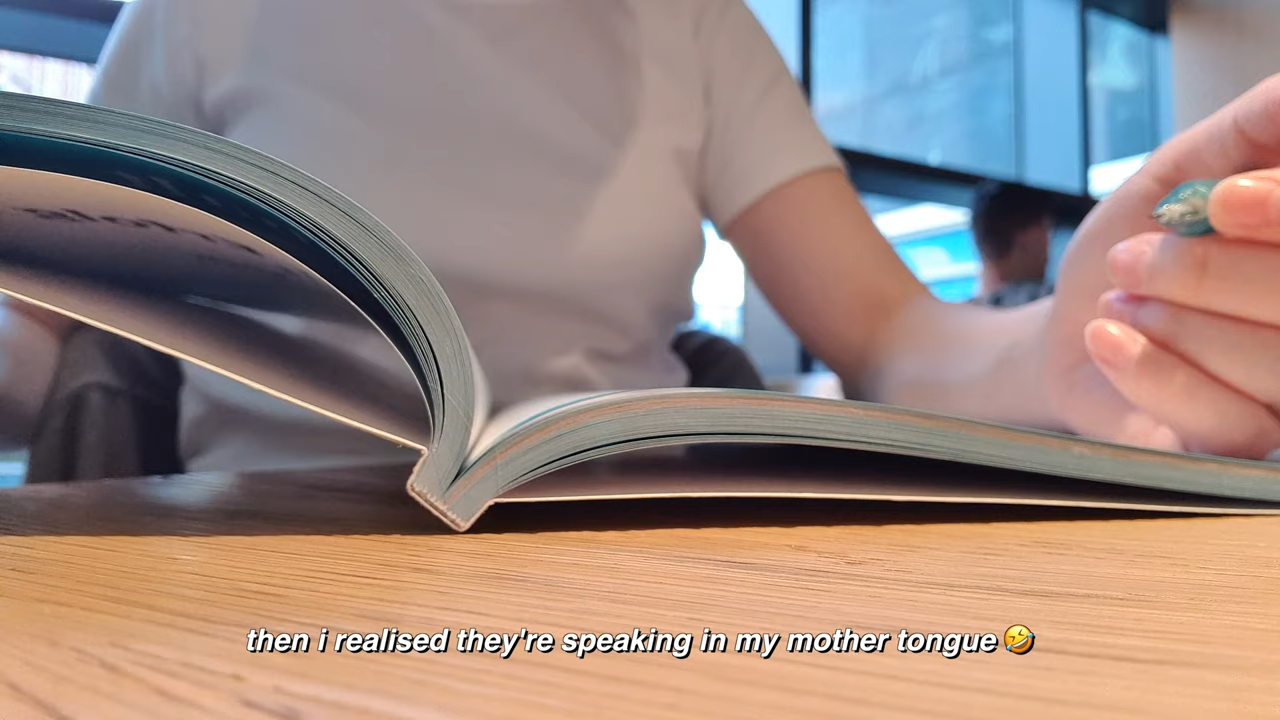 then i realised they're speaking in my mother tongue 🤣